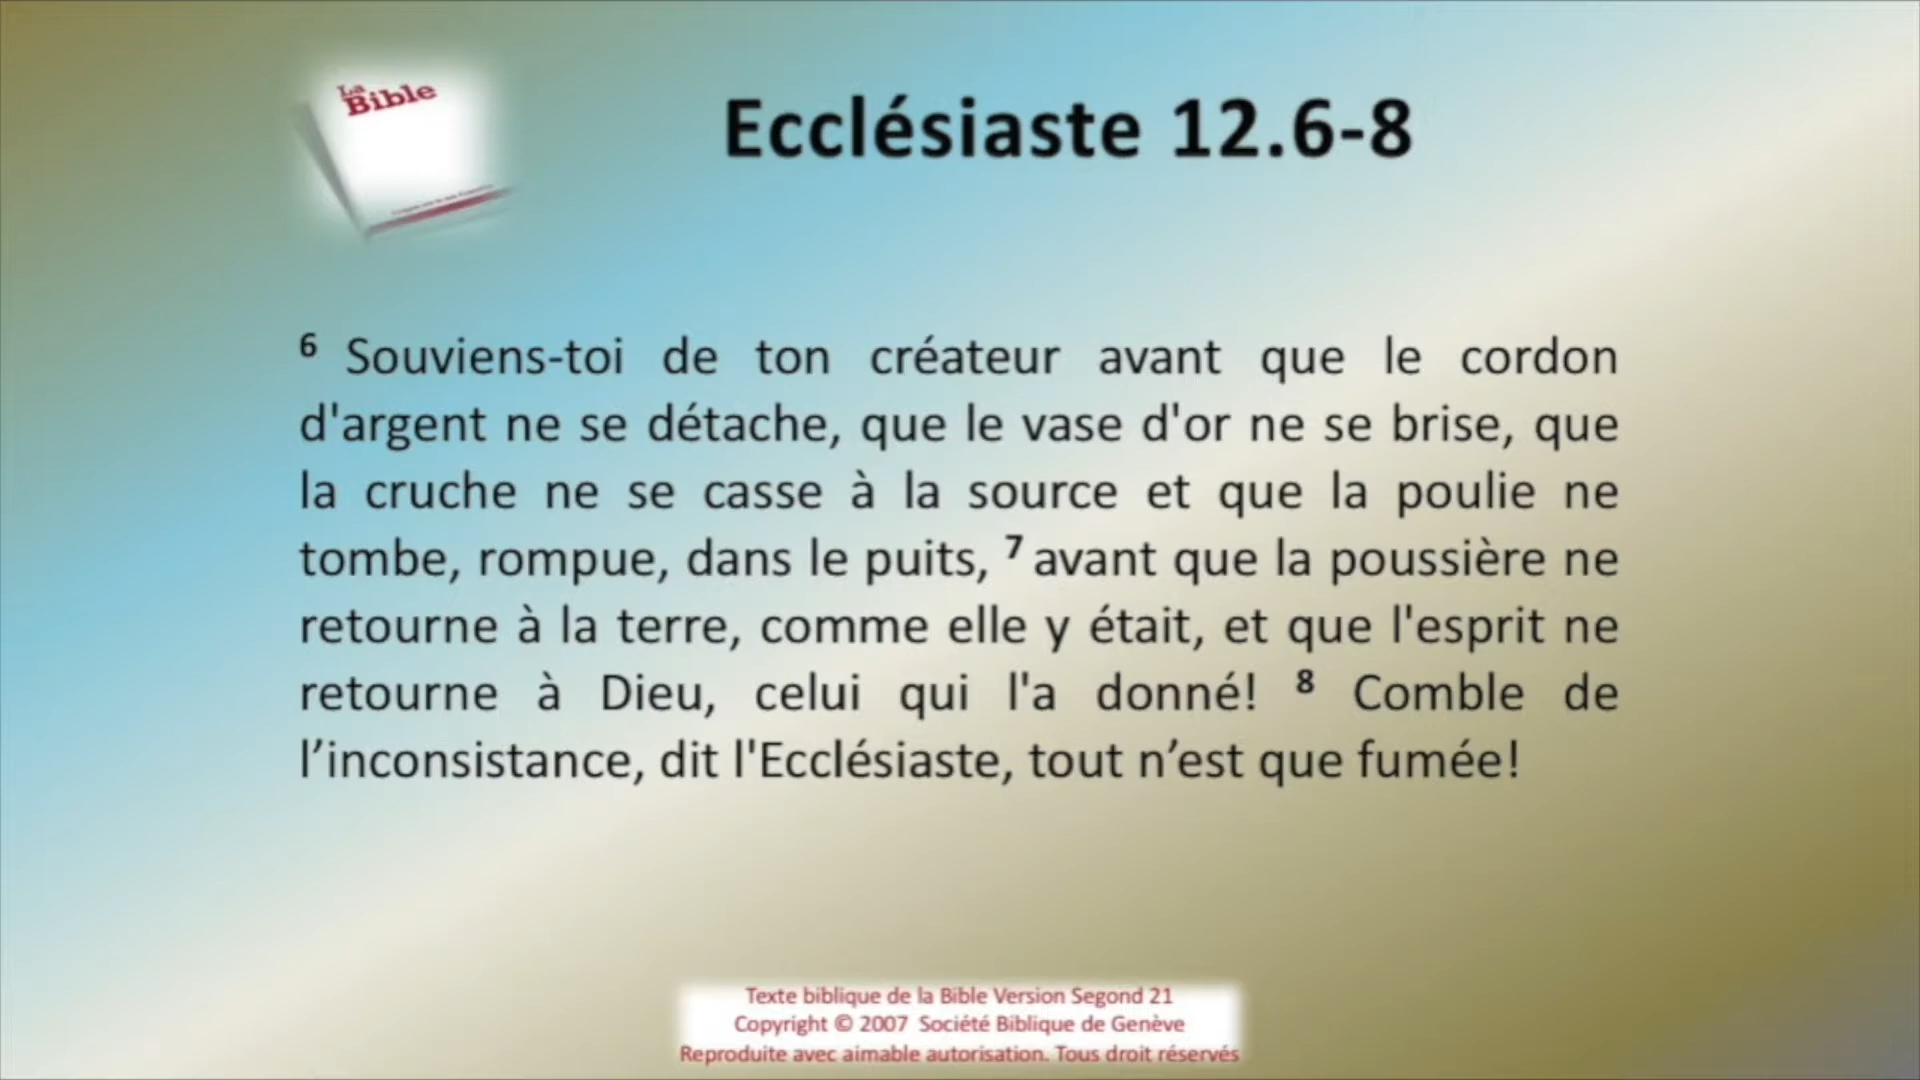 La
Bible
Ecclésiaste 12.6-8
6 Souviens-toi de ton créateur avant que le cordon
d'argent ne se détache, que le vase d'or ne se brise, que
la cruche ne se casse à la source et que la poulie ne
tombe, rompue, dans le puits, 7 avant que la poussière ne
retourne à la terre, comme elle y était, et que l'esprit ne
retourne à Dieu, celui qui l'a donné! 8 Comble de
l’inconsistance, dit l'Ecclésiaste, tout n’est que fumée!
Texte biblique de la Bible Version Segond 21
Copyright © 2007 Société Biblique de Genève
Reproduite avec aimable autorisation. Tous droit réservés